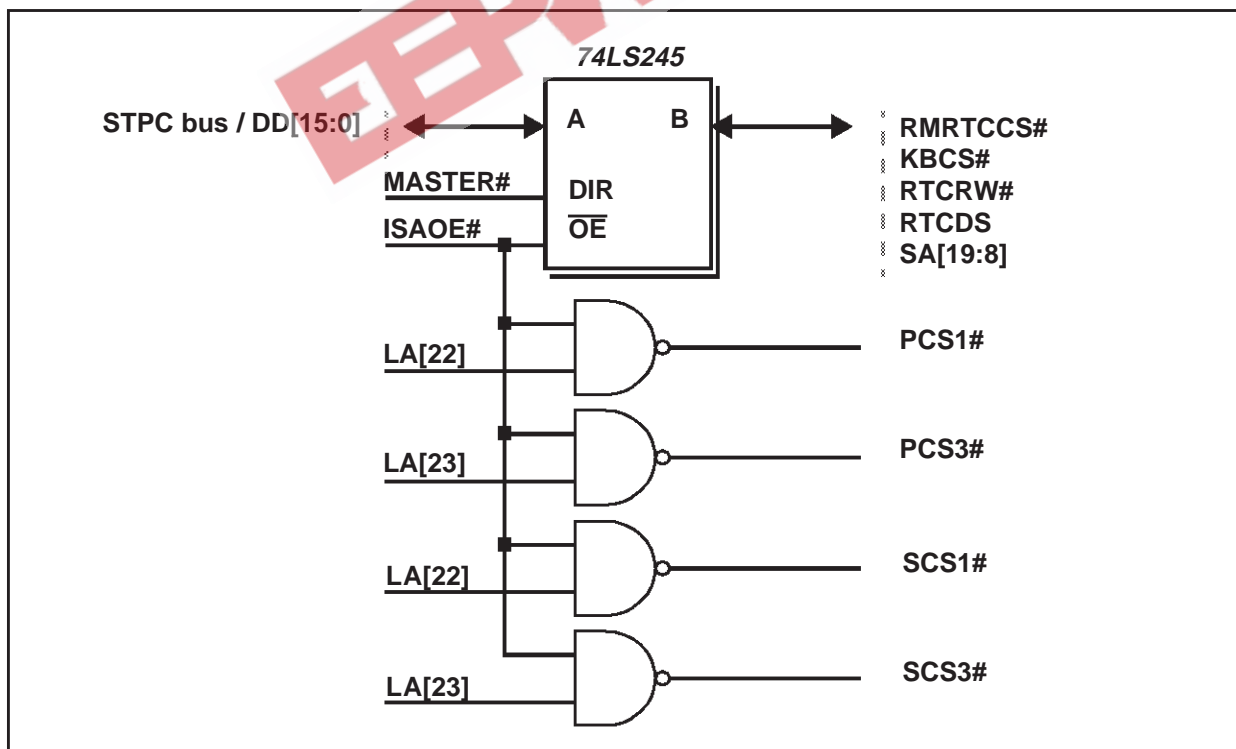 74LS245
STPC bus / DD[15:0]
A
B
RMRTCCS#
KBCS#
MASTER#
DIR
RTCRW#
ISAOE#
OE
RTCDS
SA[19:8]
LA[22]
PCS1#
LA[23]
PCS3#
LA[22]
SCS1#
LA[23]
SCS3#